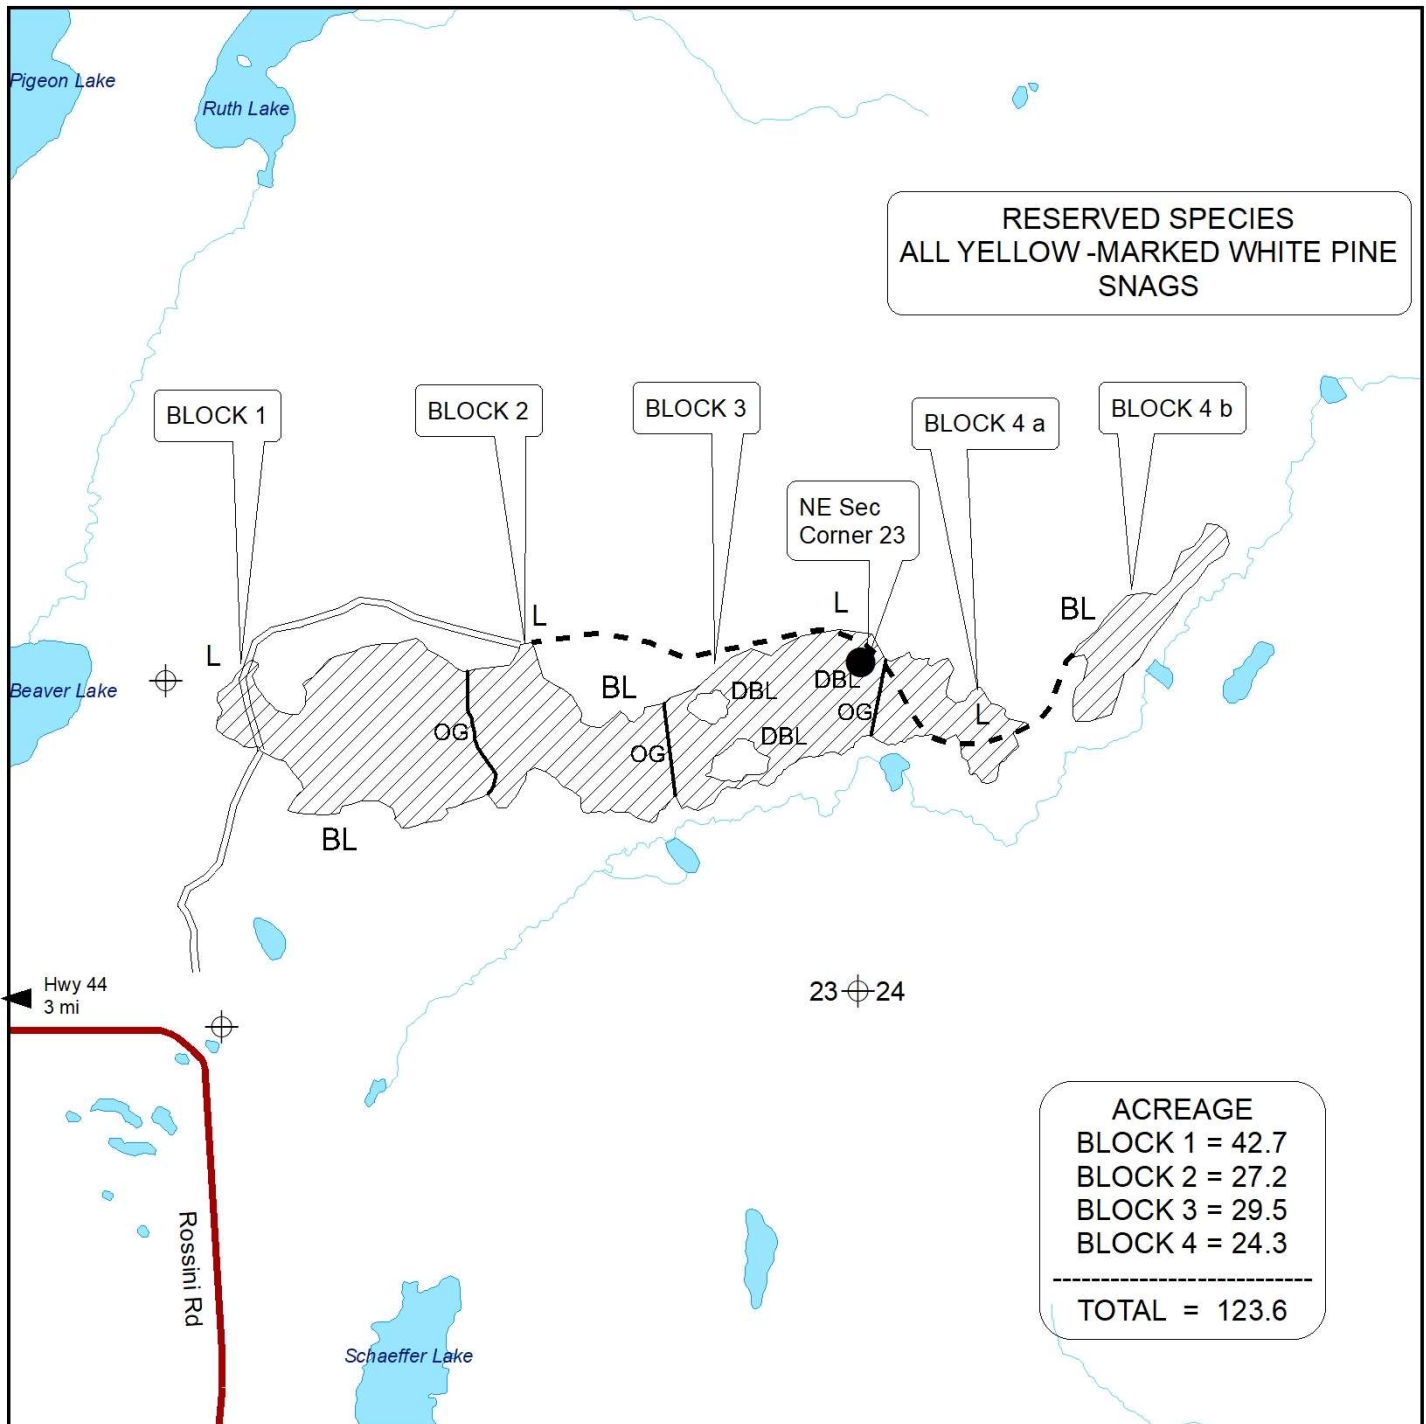 Pigeon Lake
Ruth Lake
RESERVED SPECIES
ALL YELLOW -MARKED WHITE PINE
SNAGS
BLOCK 1
BLOCK 2
BLOCK 3
BLOCK 4 a
BLOCK 4 b
NE Sec
Corner 23
L
L
L
BL
BL
Beaver Lake
DBL
DBL
OG
L
OG
DBL
OG
BL
Hwy 44
3 mi
23 24
Rossini Rd
ACREAGE
BLOCK 1 = 42.7
BLOCK 2 = 27.2
BLOCK 3 = 29.5
BLOCK 4 = 24.3
---------------------------
TOTAL = 123.6
Schaeffer Lake